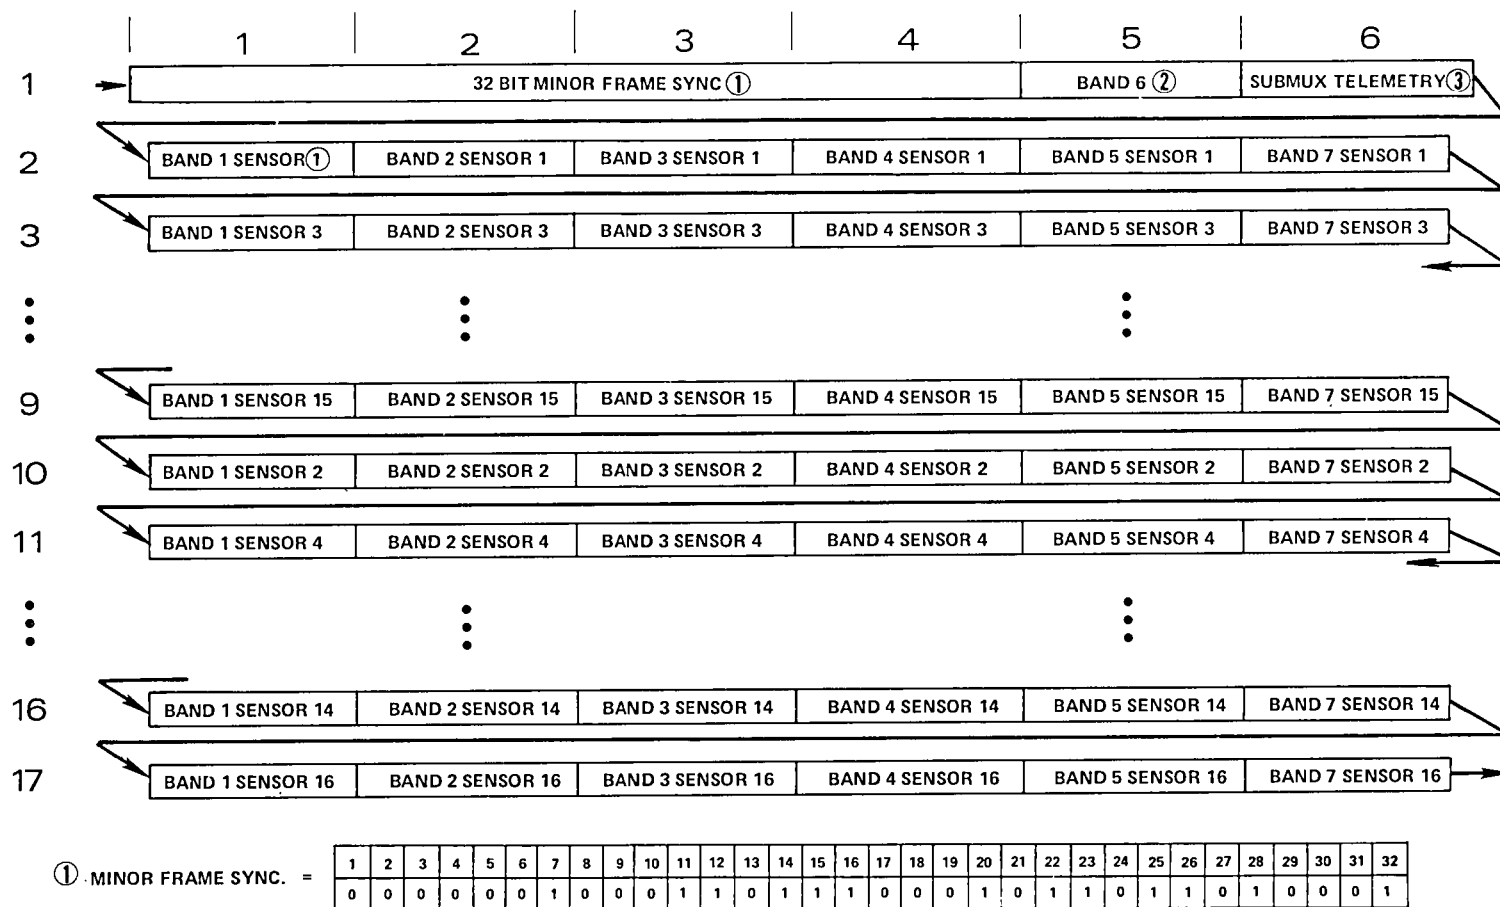 1 2 3 4 5 6
1 32 BIT MINOR FRAME SYNC ① BAND 6 ② SUBMUX TELEMETRY ③
2 BAND 1 SENSOR ① BAND 2 SENSOR 1 BAND 3 SENSOR 1 BAND 4 SENSOR 1 BAND 5 SENSOR 1 BAND 7 SENSOR 1
3 BAND 1 SENSOR 3 BAND 2 SENSOR 3 BAND 3 SENSOR 3 BAND 4 SENSOR 3 BAND 5 SENSOR 3 BAND 7 SENSOR 3
9 BAND 1 SENSOR 15 BAND 2 SENSOR 15 BAND 3 SENSOR 15 BAND 4 SENSOR 15 BAND 5 SENSOR 15 BAND 7 SENSOR 15
10 BAND 1 SENSOR 2 BAND 2 SENSOR 2 BAND 3 SENSOR 2 BAND 4 SENSOR 2 BAND 5 SENSOR 2 BAND 7 SENSOR 2
11 BAND 1 SENSOR 4 BAND 2 SENSOR 4 BAND 3 SENSOR 4 BAND 4 SENSOR 4 BAND 5 SENSOR 4 BAND 7 SENSOR 4
16 BAND 1 SENSOR 14 BAND 2 SENSOR 14 BAND 3 SENSOR 14 BAND 4 SENSOR 14 BAND 5 SENSOR 14 BAND 7 SENSOR 14
17 BAND 1 SENSOR 16 BAND 2 SENSOR 16 BAND 3 SENSOR 16 BAND 4 SENSOR 16 BAND 5 SENSOR 16 BAND 7 SENSOR 16
1 2 3 4 5 6 7 8 9 10 11 12 13 14 15 16 17 18 19 20 21 22 23 24 25 26 27 28 29 30 31 32
① MINOR FRAME SYNC. =
0 0 0 0 0 0 1 0 0 0 1 1 0 1 1 1 0 0 0 1 0 1 1 0 1 1 0 1 0 0 0 1